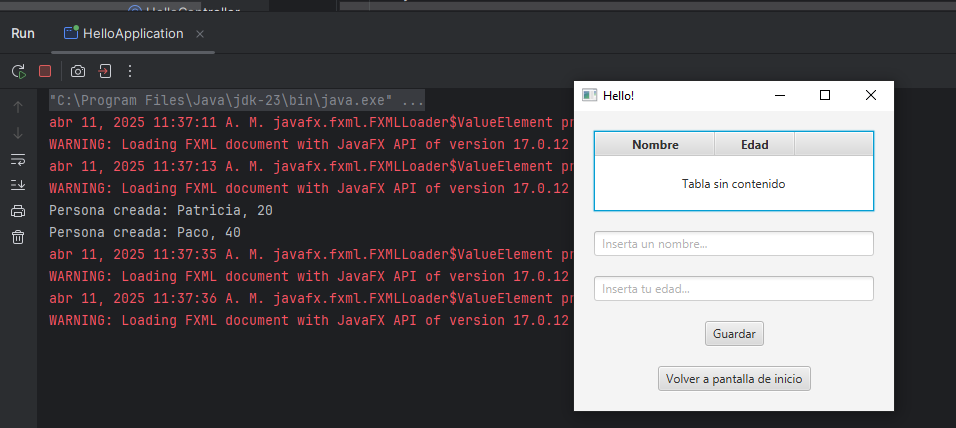 HelloController
Run
HelloApplication
"C:\Program Files\Java\jdk-23\bin\java.exe" ...
abr 11, 2025 11:37:11 A. M. javafx.fxml.FXMLLoader$ValueElement pr
WARNING: Loading FXML document with JavaFX API of version 17.0.12
abr 11, 2025 11:37:13 A. M. javafx.fxml.FXMLLoader$ValueElement pr
WARNING: Loading FXML document with JavaFX API of version 17.0.12
Persona creada: Patricia, 20
Persona creada: Paco, 40
abr 11, 2025 11:37:35 A. M. javafx.fxml.FXMLLoader$ValueElement pr
WARNING: Loading FXML document with JavaFX API of version 17.0.12
abr 11, 2025 11:37:36 A. M. javafx.fxml.FXMLLoader$ValueElement pr
WARNING: Loading FXML document with JavaFX API of version 17.0.12
Hello!
Nombre Edad
Tabla sin contenido
Inserta un nombre...
Inserta tu edad...
Guardar
Volver a pantalla de inicio